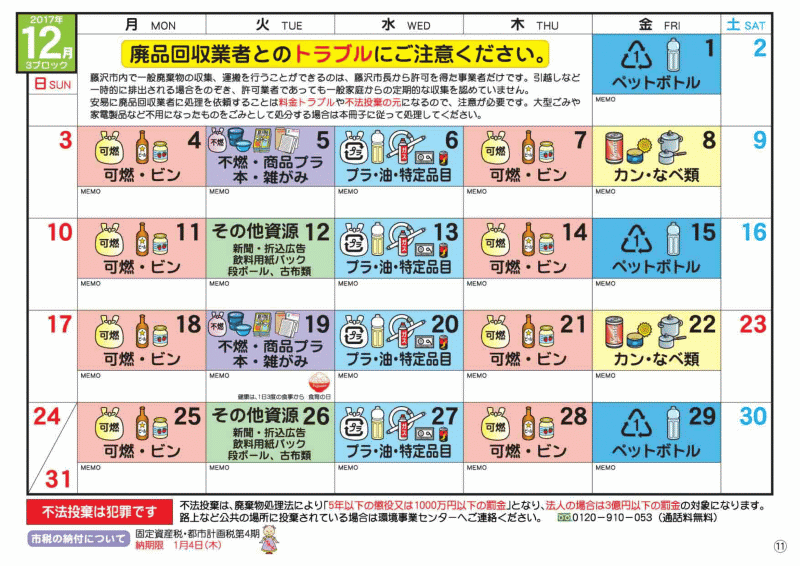 2017年
12月
3ブロック
日 SUN
月 MON
火 TUE
水 WED
木 THU
金 FRI
土 SAT
廃品回収業者とのトラブルにご注意ください。
藤沢市内で一般廃棄物の収集、運搬を行うことができるのは、藤沢市長から許可を得た事業者だけです。引越しなど
一時的に排出される場合をのぞき、許可業者であっても一般家庭からの定期的な収集を認めていません。
安易に廃品回収業者に処理を依頼することは料金トラブルや不法投棄の元になるので、注意が必要です。大型ごみや
家電製品など不用になったものをごみとして処分する場合は本冊子に従って処理してください。
1
1
ペットボトル
MEMO
2
3
可燃
4
可燃・ビン
MEMO
不燃
5
不燃・商品プラ
本・雑がみ
MEMO
プラ
6
プラ・油・特定品目
MEMO
可燃
7
可燃・ビン
MEMO
8
カン・なべ類
MEMO
9
10
可燃
11
可燃・ビン
MEMO
その他資源 12
新聞・折込広告
飲料用紙パック
段ボール、古布類
MEMO
プラ
13
プラ・油・特定品目
MEMO
可燃
14
可燃・ビン
MEMO
1
15
ペットボトル
MEMO
16
17
可燃
18
可燃・ビン
MEMO
不燃
19
不燃・商品プラ
本・雑がみ
MEMO
健康は、1日3度の食事から 食育の日
プラ
20
プラ・油・特定品目
MEMO
可燃
21
可燃・ビン
MEMO
22
カン・なべ類
MEMO
23
24
31
可燃
25
可燃・ビン
MEMO
その他資源 26
新聞・折込広告
飲料用紙パック
段ボール、古布類
MEMO
プラ
27
プラ・油・特定品目
MEMO
可燃
28
可燃・ビン
MEMO
1
29
ペットボトル
MEMO
30
不法投棄は犯罪です
不法投棄は、廃棄物処理法により「5年以下の懲役又は1000万円以下の罰金」となり、法人の場合は3億円以下の罰金の対象になります。
路上など公共の場所に投棄されている場合は環境事業センターへご連絡ください。 0120-910-053（通話料無料）
市税の納付について
固定資産税・都市計画税第4期
納期限 1月4日(木)
⑪